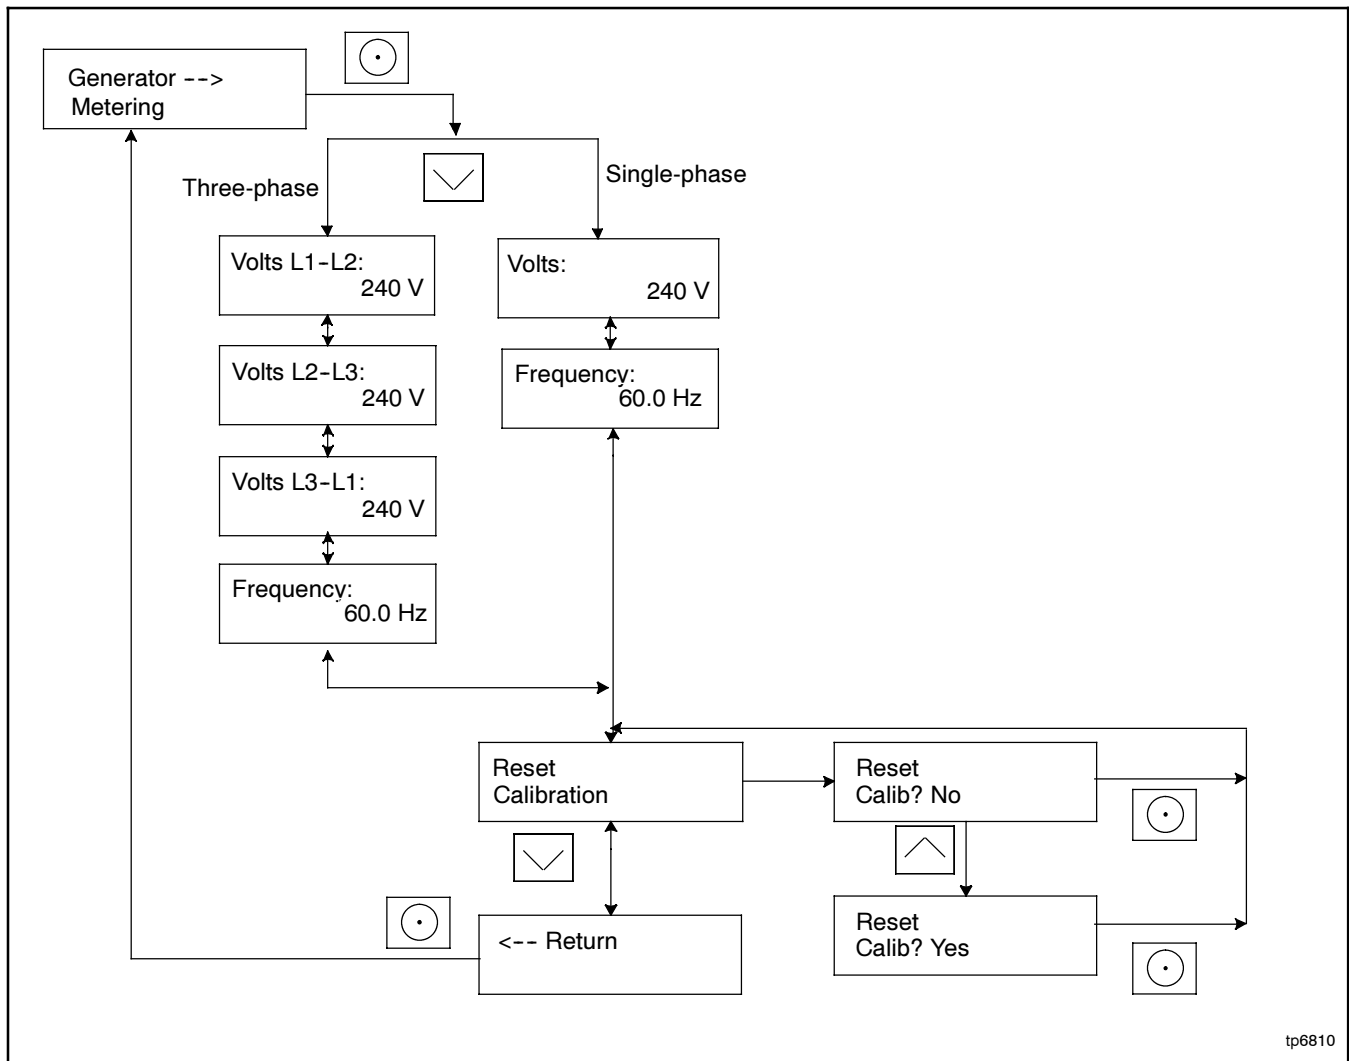 Generator -->
Metering
Three-phase
Single-phase
Volts L1-L2:
240 V
Volts L2-L3:
240 V
Volts L3-L1:
240 V
Frequency:
60.0 Hz
Volts:
240 V
Frequency:
60.0 Hz
Reset
Calibration
Reset
Calib? No
<-- Return
Reset
Calib? Yes
tp6810